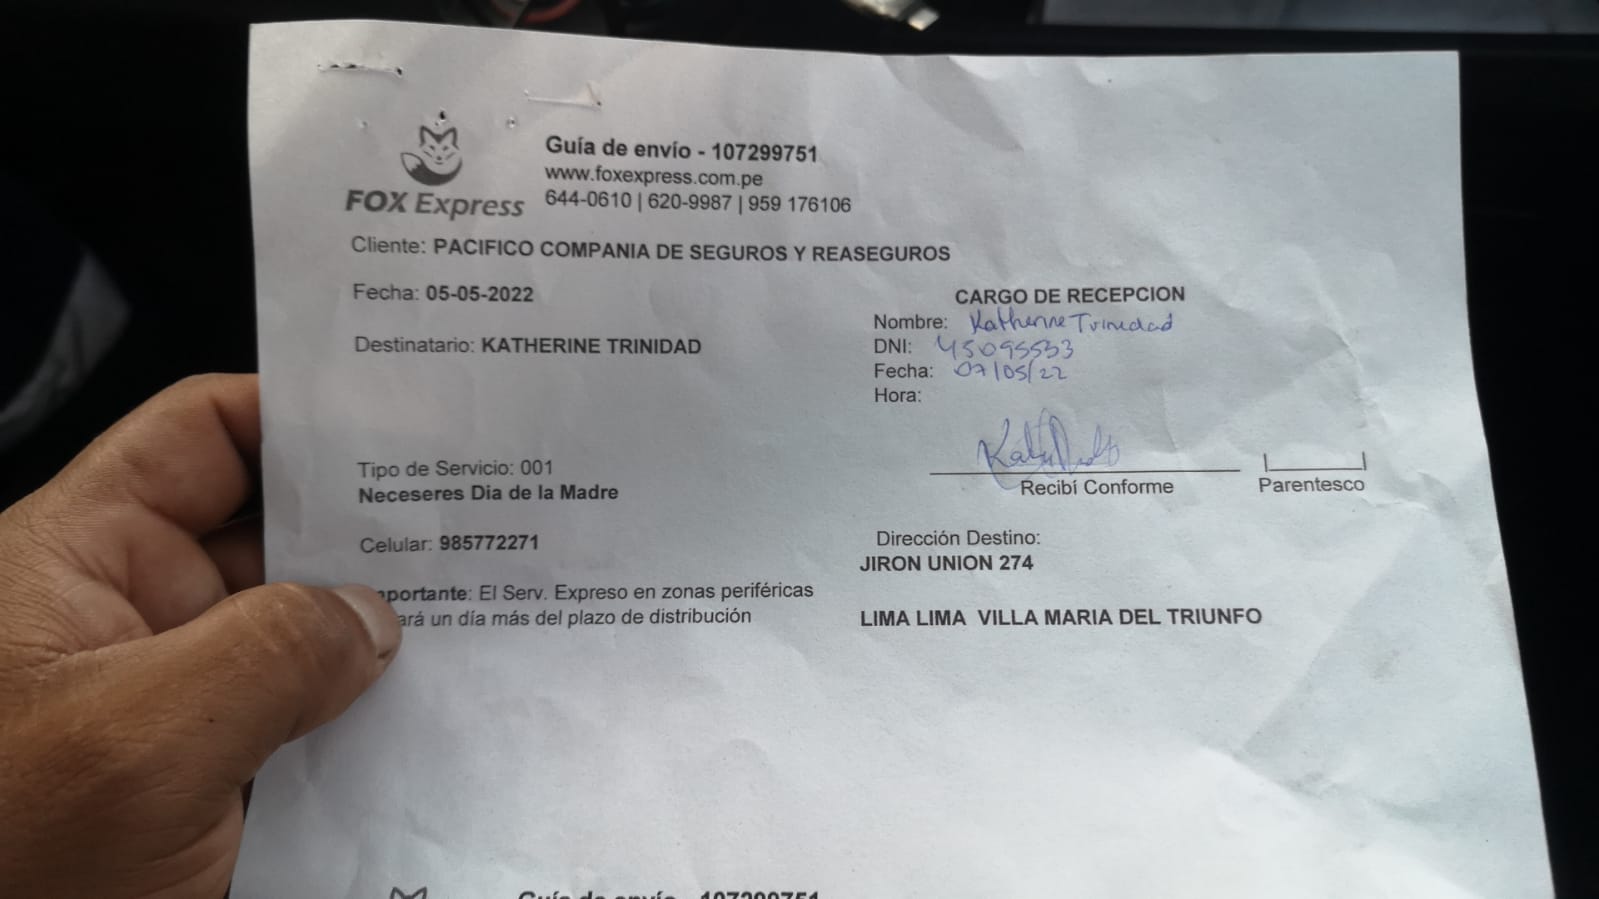 FOX Express
Guía de envío - 107299751
www.foxexpress.com.pe
644-0610 | 620-9987 | 959 176106
Cliente: PACIFICO COMPANIA DE SEGUROS Y REASEGUROS
Fecha: 05-05-2022
Destinatario: KATHERINE TRINIDAD
CARGO DE RECEPCION
Nombre: Katherine Trinidad
DNI: 45095533
Fecha: 07/05/22
Hora:
Recibí Conforme
Parentesco
Tipo de Servicio: 001
Neceseres Dia de la Madre
Celular: 985772271
Dirección Destino:
JIRON UNION 274
LIMA LIMA VILLA MARIA DEL TRIUNFO
: El Serv. Expreso en zonas periféricas
un día más del plazo de distribución
Guía de envío - 107299751